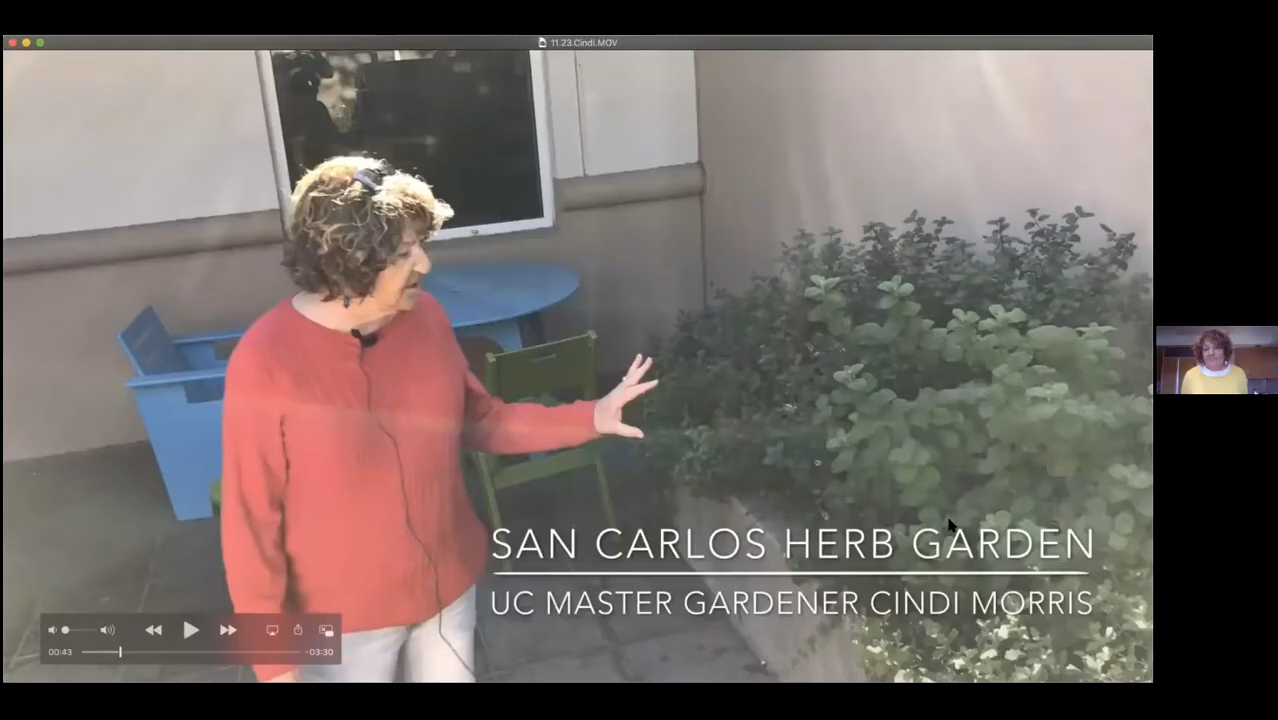 11.23.Cindi.MOV
SAN CARLOS HERB GARDEN
UC MASTER GARDENER CINDI MORRIS
00:43
-03:30